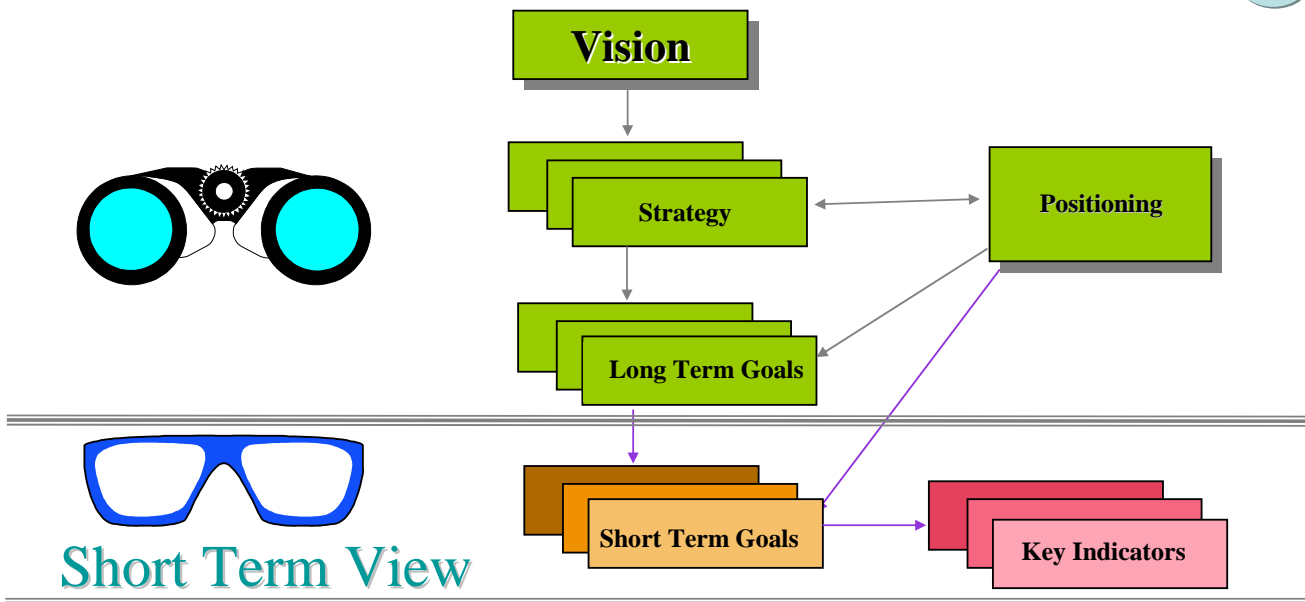 Vision
Strategy
Positioning
Long Term Goals
Short Term Goals
Key Indicators
Short Term View